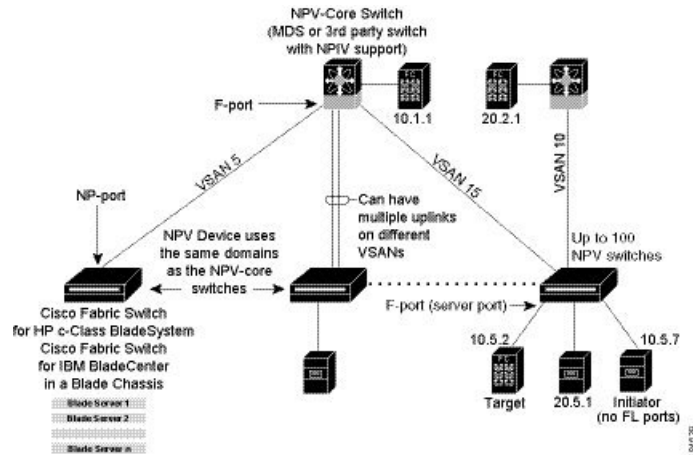 NPV-Core Switch
(MDS or 3rd party switch
with NPIV support)
FC
FC
F-port
10.1.1
20.2.1
VSAN 5
VSAN 15
VSAN 10
NP-port
Can have
multiple uplinks
on different
VSANs
NPV Device uses
the same domains
as the NPV-core
switches
Up to 100
NPV switches
Cisco Fabric Switch
for HP c-Class BladeSystem
Cisco Fabric Switch
for IBM BladeCenter
in a Blade Chassis
F-port (server port)
10.5.2
10.5.7
FC
Target
20.5.1
Initiator
(no FL ports)
Blade Server 1
Blade Server 2
Blade Server n